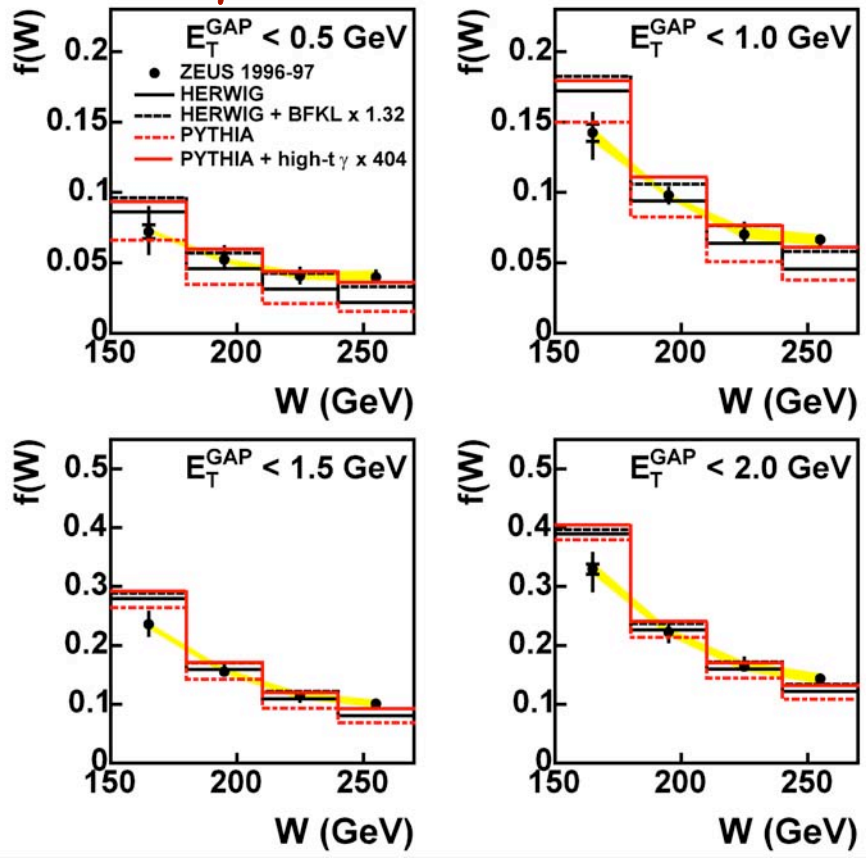 f(W)
E_T^GAP < 0.5 GeV
0.2
ZEUS 1996-97
HERWIG
HERWIG + BFKL x 1.32
0.15
PYTHIA
PYTHIA + high-t γ x 404
0.1
0.05
0
150 200 250
W (GeV)
f(W)
E_T^GAP < 1.0 GeV
0.2
0.15
0.1
0.05
0
150 200 250
W (GeV)
f(W)
E_T^GAP < 1.5 GeV
0.5
0.4
0.3
0.2
0.1
0
150 200 250
W (GeV)
f(W)
E_T^GAP < 2.0 GeV
0.5
0.4
0.3
0.2
0.1
0
150 200 250
W (GeV)